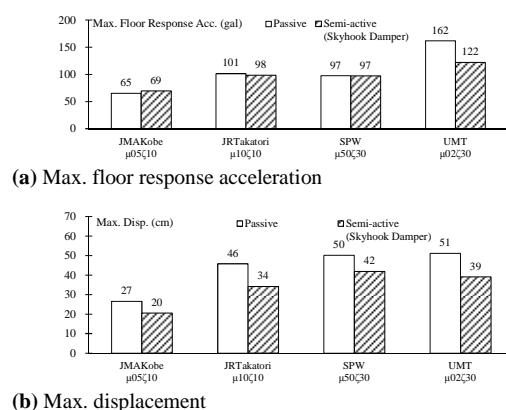 Max. Floor Response Acc. (gal)
Passive
Semi-active
(Skyhook Damper)
200
150
100
50
0
65 69 101 98 97 97 162 122
JMAKobe JRTakatori SPW UMT
μ05ζ10 μ10ζ10 μ50ζ30 μ02ζ30
(a) Max. floor response acceleration
Max. Disp. (cm)
Passive
Semi-active
(Skyhook Damper)
70
60
50
40
30
20
10
0
27 20 46 34 50 42 51 39
JMAKobe JRTakatori SPW UMT
μ05ζ10 μ10ζ10 μ50ζ30 μ02ζ30
(b) Max. displacement